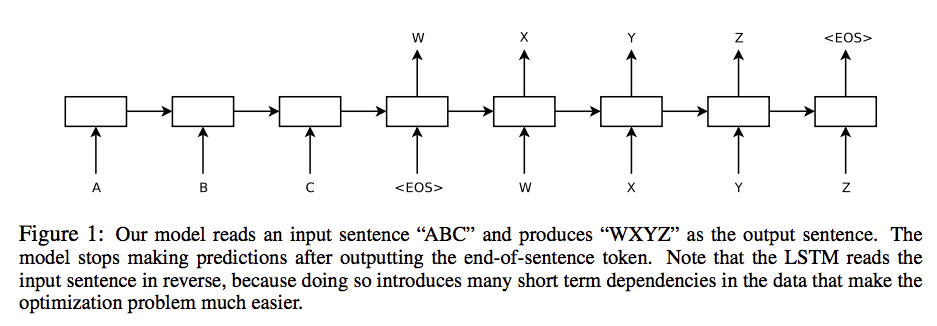 W X Y Z <EOS>
A B C <EOS> W X Y Z
Figure 1: Our model reads an input sentence “ABC” and produces “WXYZ” as the output sentence. The
model stops making predictions after outputting the end-of-sentence token. Note that the LSTM reads the
input sentence in reverse, because doing so introduces many short term dependencies in the data that make the
optimization problem much easier.